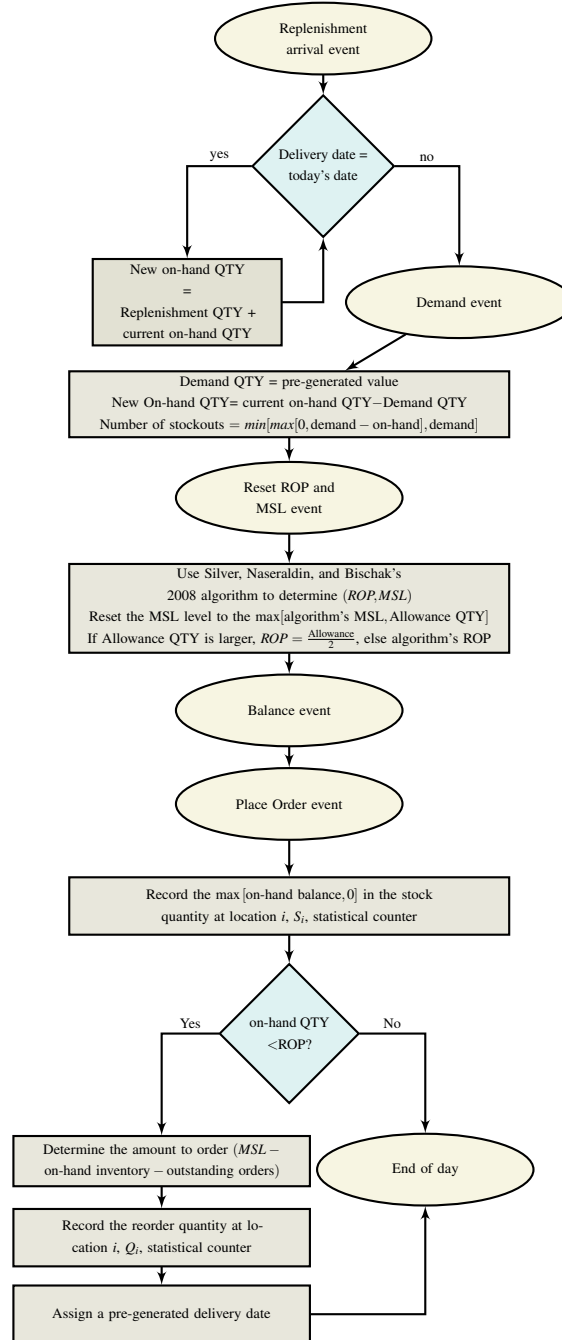 Replenishment
arrival event
Delivery date =
today's date
yes
no
New on-hand QTY
=
Replenishment QTY +
current on-hand QTY
Demand event
Demand QTY = pre-generated value
New On-hand QTY= current on-hand QTY−Demand QTY
Number of stockouts = min[max[0, demand − on-hand], demand]
Reset ROP and
MSL event
Use Silver, Naseraldin, and Bischak's
2008 algorithm to determine (ROP,MSL)
Reset the MSL level to the max[algorithm's MSL, Allowance QTY]
If Allowance QTY is larger, ROP = Allowance/2, else algorithm's ROP
Balance event
Place Order event
Record the max[on-hand balance, 0] in the stock
quantity at location i, Sᵢ, statistical counter
on-hand QTY
<ROP?
Yes
No
Determine the amount to order (MSL −
on-hand inventory − outstanding orders)
End of day
Record the reorder quantity at lo-
cation i, Qᵢ, statistical counter
Assign a pre-generated delivery date